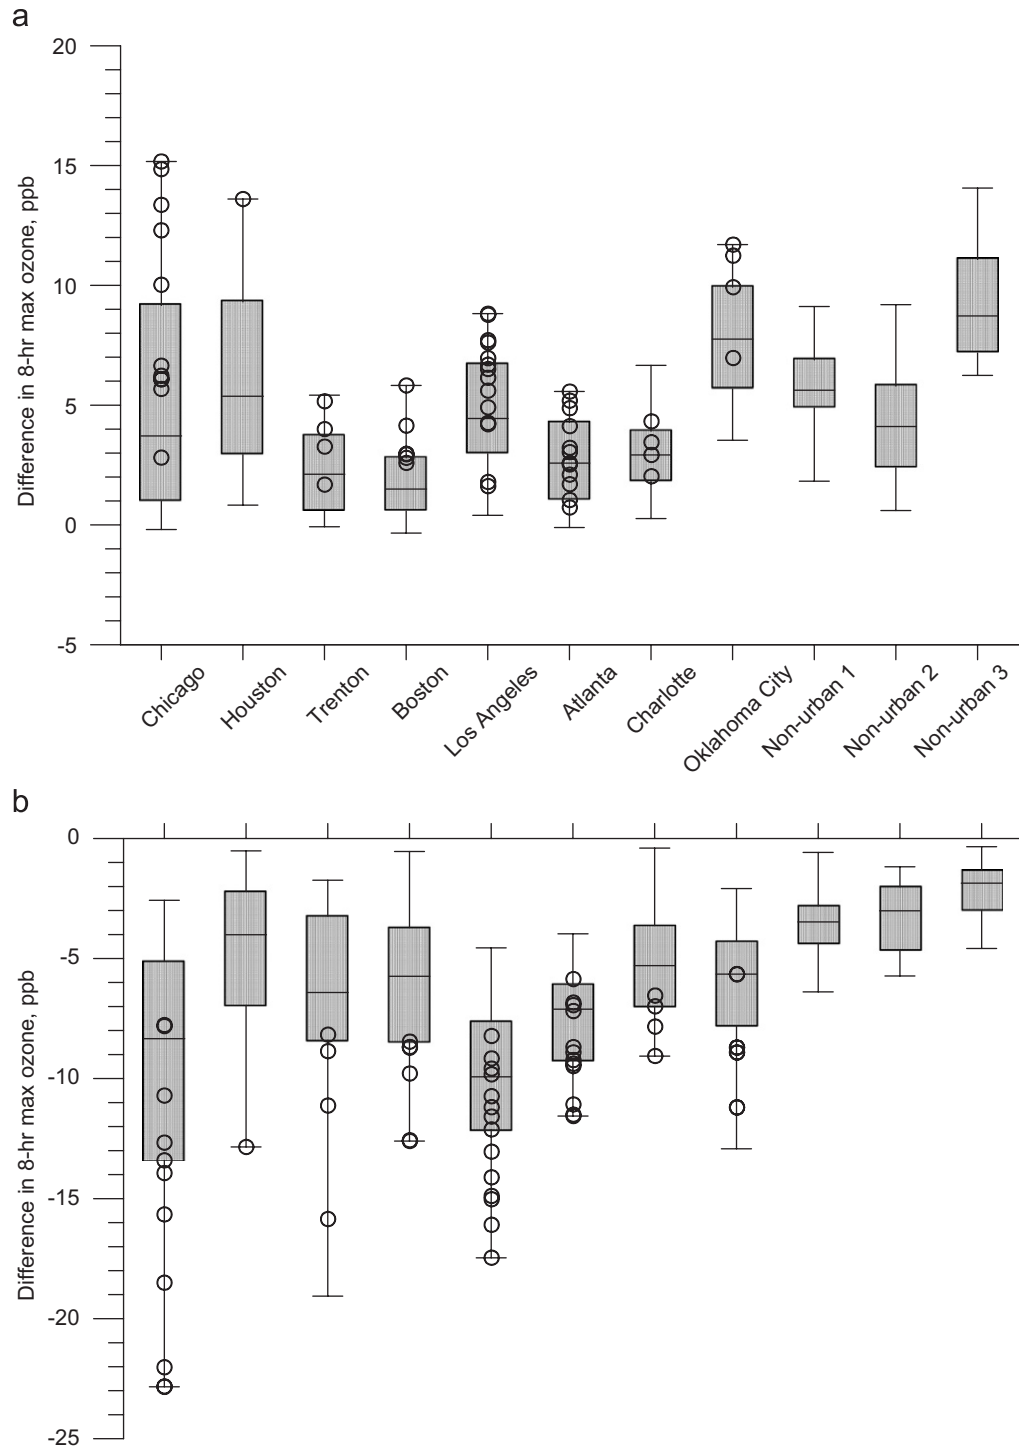 a
20
15
10
5
0
-5
Difference in 8-hr max ozone, ppb
Chicago
Houston
Trenton
Boston
Los Angeles
Atlanta
Charlotte
Oklahoma City
Non-urban 1
Non-urban 2
Non-urban 3
b
0
-5
-10
-15
-20
-25
Difference in 8-hr max ozone, ppb